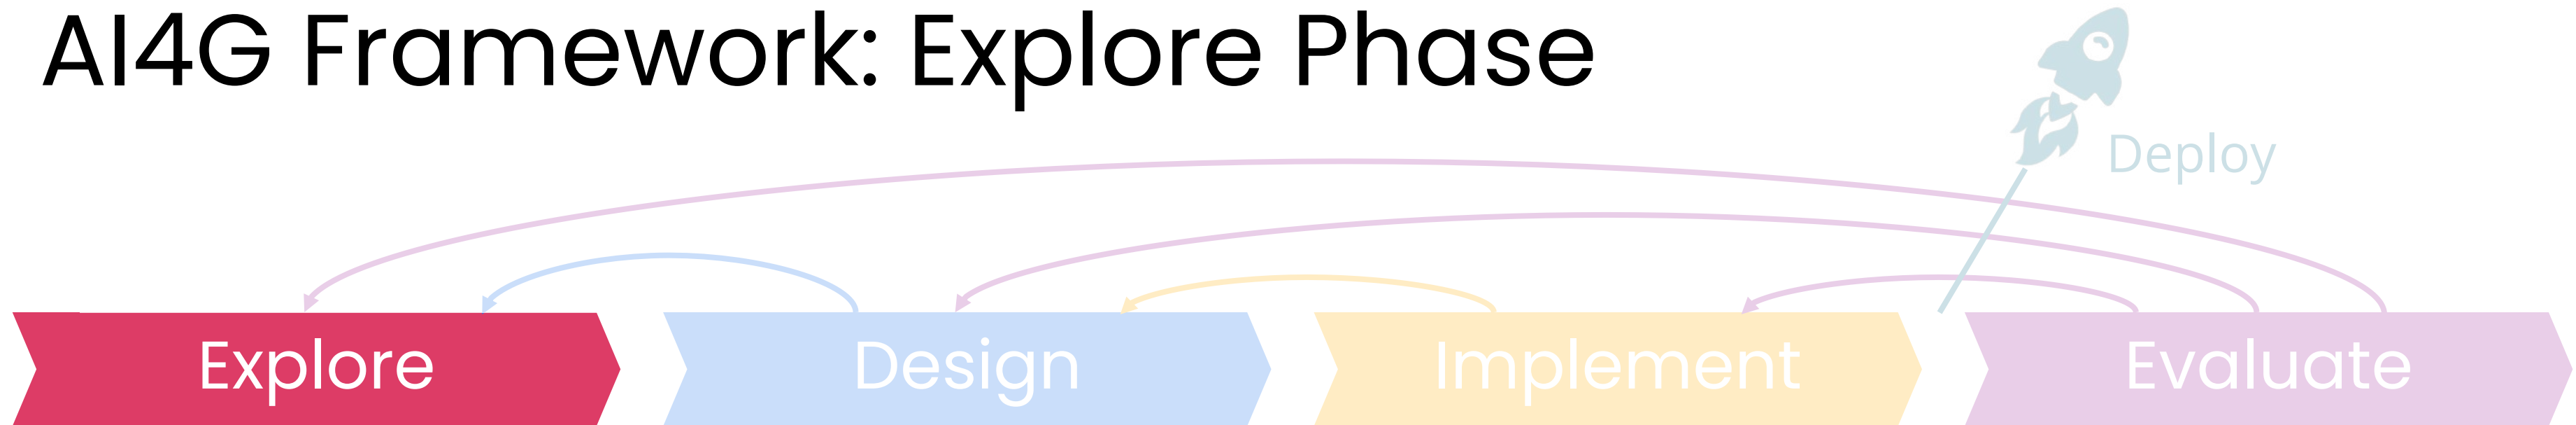 AI4G Framework: Explore Phase
Deploy
Explore
Design
Implement
Evaluate